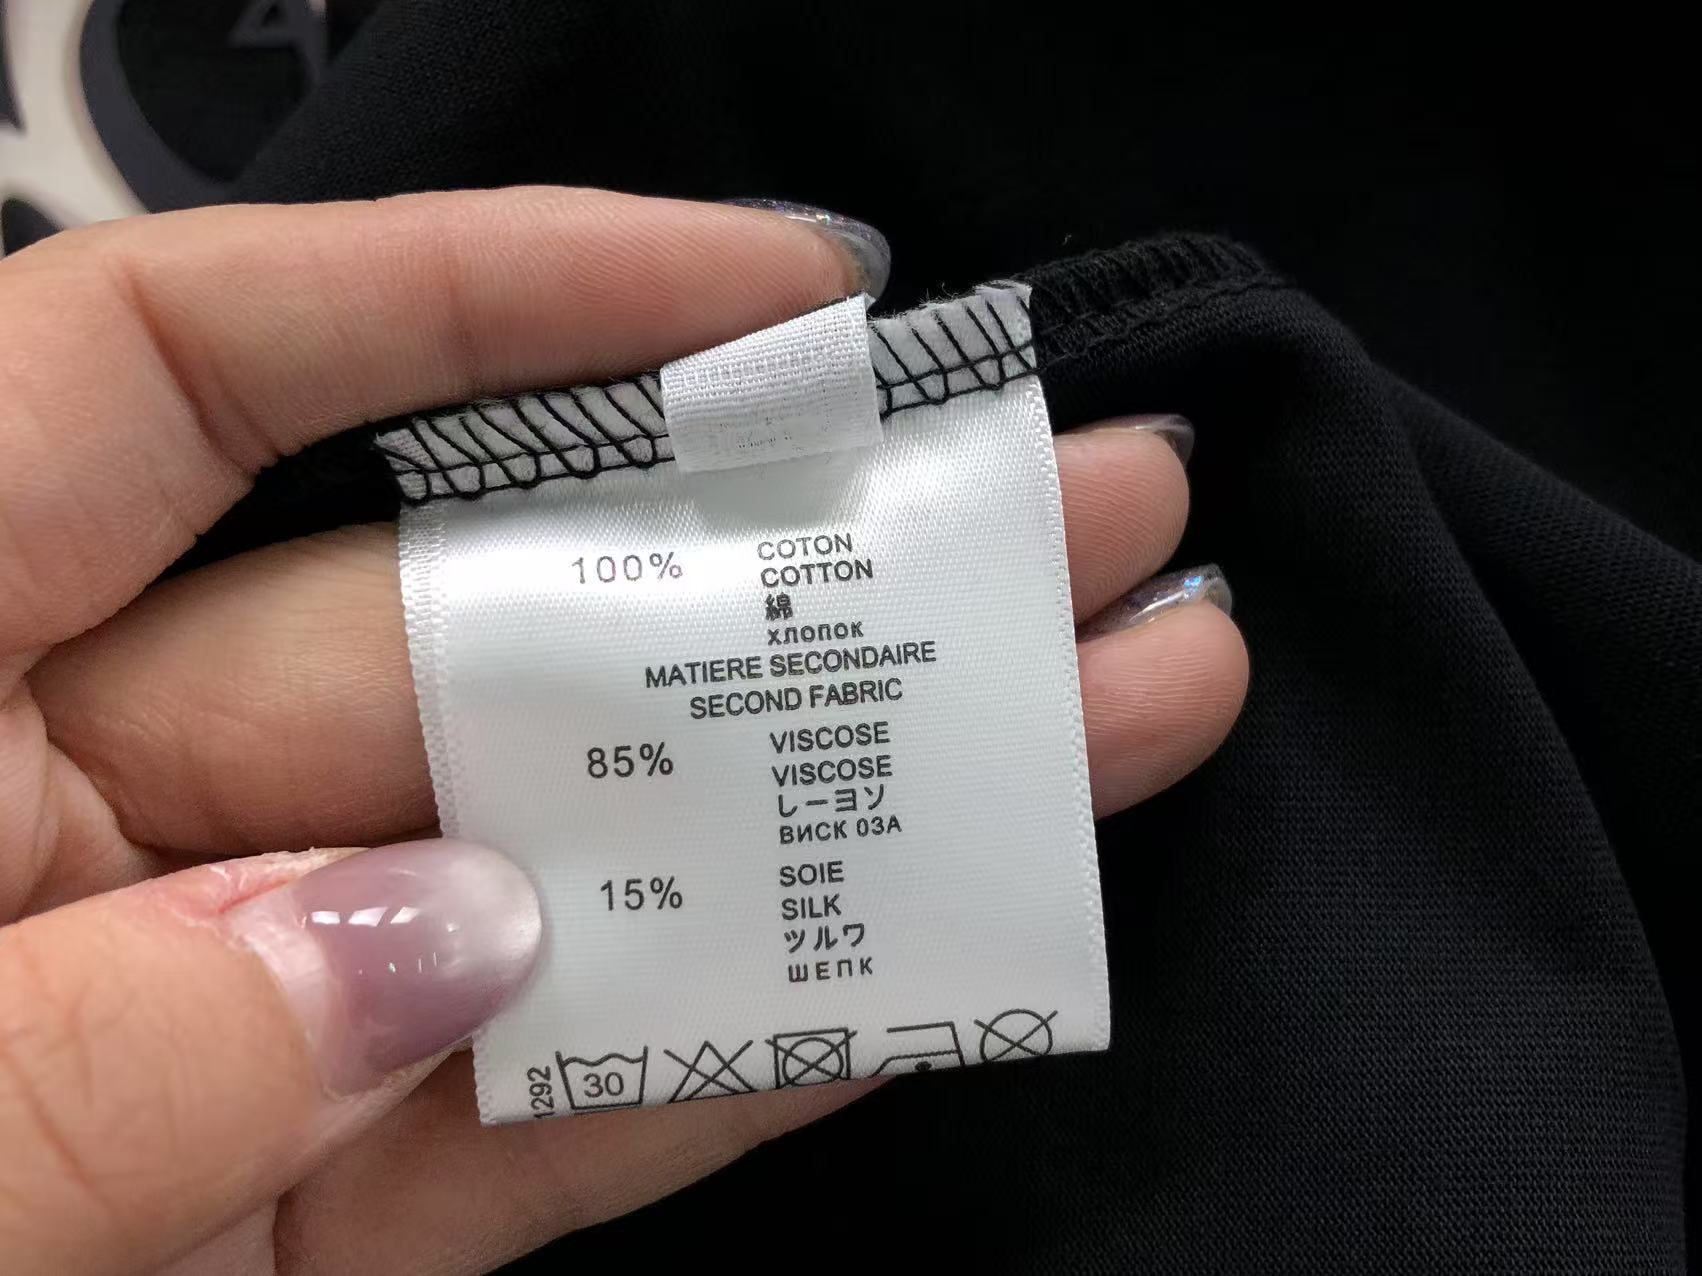 100% COTON
COTTON
綿
хлопок
MATIERE SECONDAIRE
SECOND FABRIC
85% VISCOSE
VISCOSE
しーヨソ
ВИСК 03А
15% SOIE
SILK
ツルワ
ШЕПК
1292
30